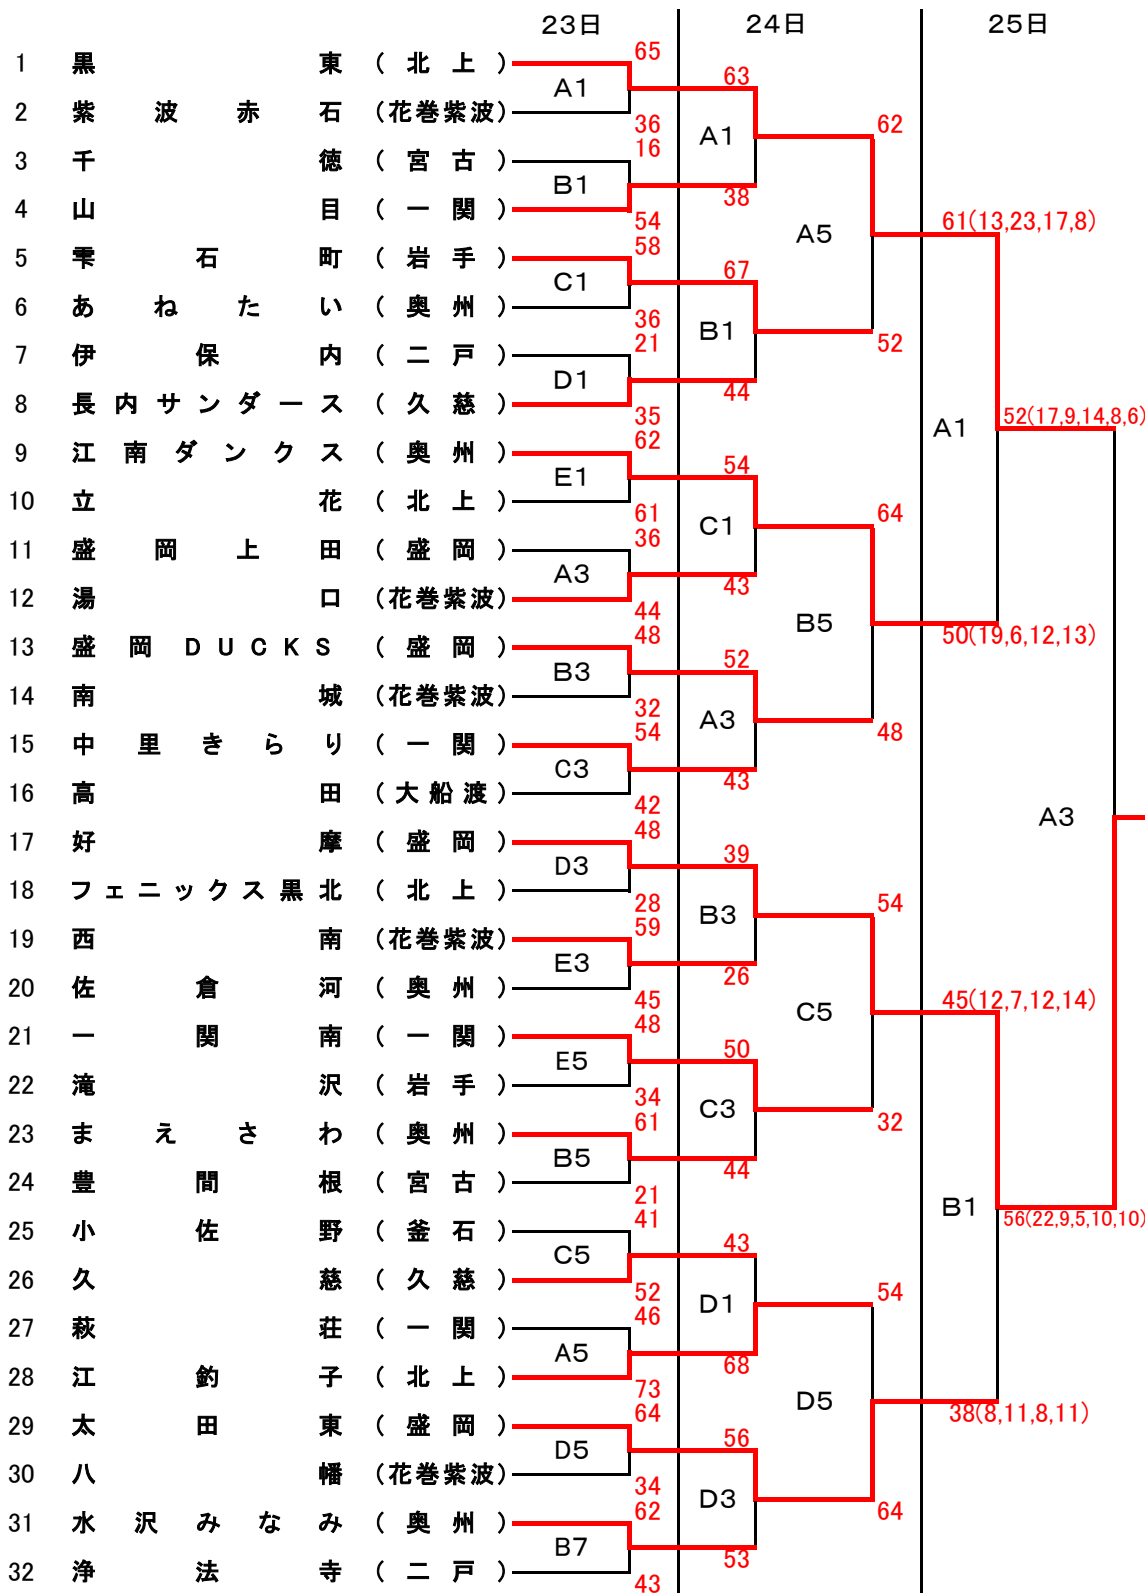 23日 24日 25日
65
1 黒東 (北上) 63
A1
2 紫波赤石 (花巻紫波) 62
36 A1
16
3 千徳 (宮古)
B1 38
4 山目 (一関) 61(13,23,17,8)
54 A5
58
5 雫石町 (岩手) 67
C1
6 あねたい (奥州)
36 B1 52
21
7 伊保内 (二戸)
D1 44
8 長内サンダース (久慈) 52(17,9,14,8,6)
35 A1
62
9 江南ダンクス (奥州) 54
E1
10 立花 (北上) 64
61 C1
36
11 盛岡上田 (盛岡)
A3 43
12 湯口 (花巻紫波)
44 B5 50(19,6,12,13)
48
13 盛岡DUCKS (盛岡) 52
B3
14 南城 (花巻紫波)
32 A3 48
54
15 中里きらり (一関)
C3 43
16 高田 (大船渡)
42 A3
48
17 好摩 (盛岡) 39
D3
18 フェニックス黒北 (北上) 54
28 B3
59
19 西南 (花巻紫波)
E3 26
20 佐倉河 (奥州) 45(12,7,12,14)
45 C5
48
21 一関南 (一関) 50
E5
22 滝沢 (岩手)
34 C3 32
61
23 まえさわ (奥州)
B5 44
24 豊間根 (宮古)
21 B1 56(22,9,5,10,10)
41
25 小佐野 (釜石) 43
C5
26 久慈 (久慈) 54
52 D1
46
27 萩荘 (一関)
A5 68
28 江釣子 (北上)
73 D5 38(8,11,8,11)
64
29 太田東 (盛岡) 56
D5
30 八幡 (花巻紫波)
34 D3 64
62
31 水沢みなみ (奥州)
B7 53
32 浄法寺 (二戸)
43